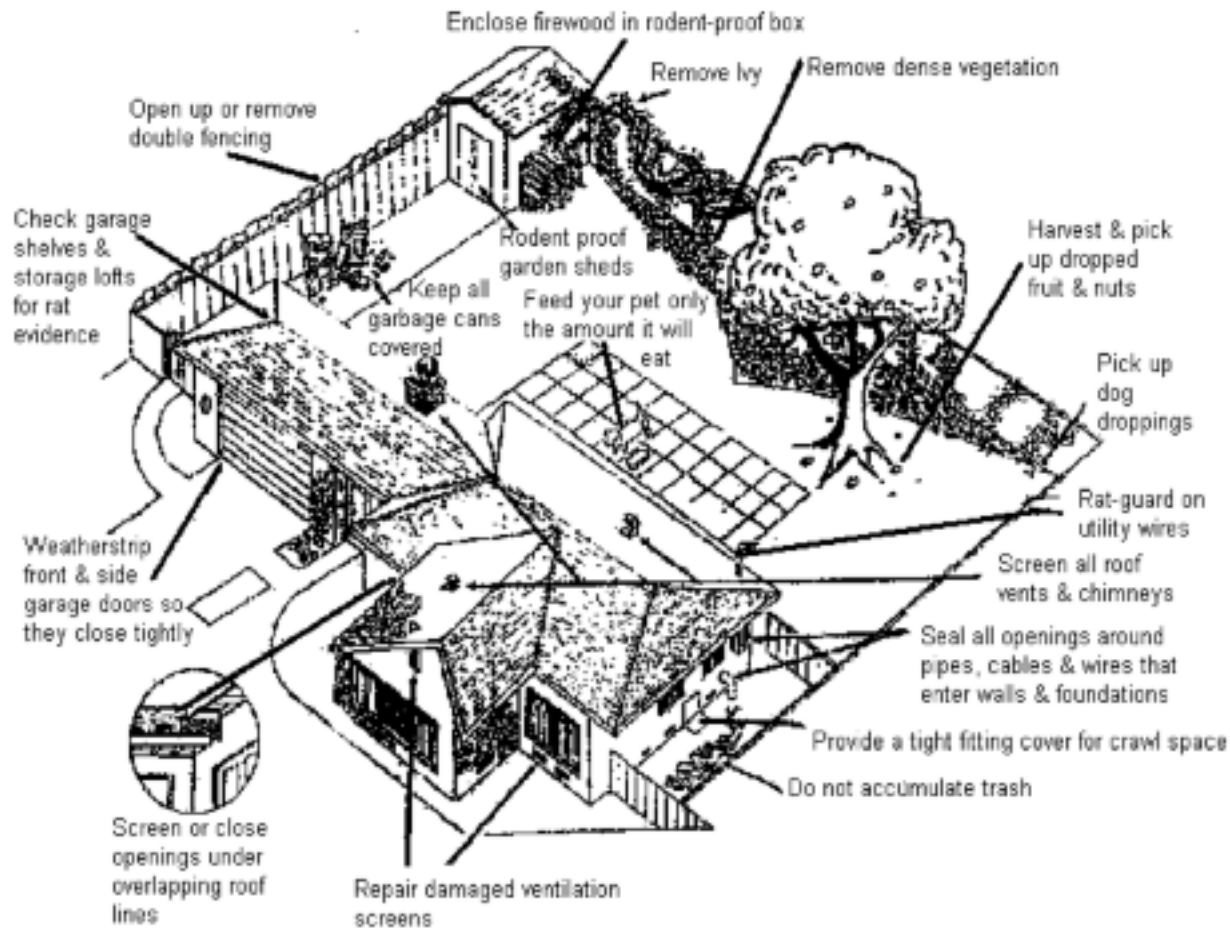 Enclose firewood in rodent-proof box
Remove Ivy
Remove dense vegetation
Open up or remove
double fencing
Check garage
shelves &
storage lofts
for rat
evidence
Rodent proof
garden sheds
Keep all
garbage cans
covered
Feed your pet only
the amount it will
eat
Harvest & pick
up dropped
fruit & nuts
Pick up
dog
droppings
Rat-guard on
utility wires
Weatherstrip
front & side
garage doors so
they close tightly
Screen all roof
vents & chimneys
Seal all openings around
pipes, cables & wires that
enter walls & foundations
Provide a tight fitting cover for crawl space
Do not accumulate trash
Screen or close
openings under
overlapping roof
lines
Repair damaged ventilation
screens